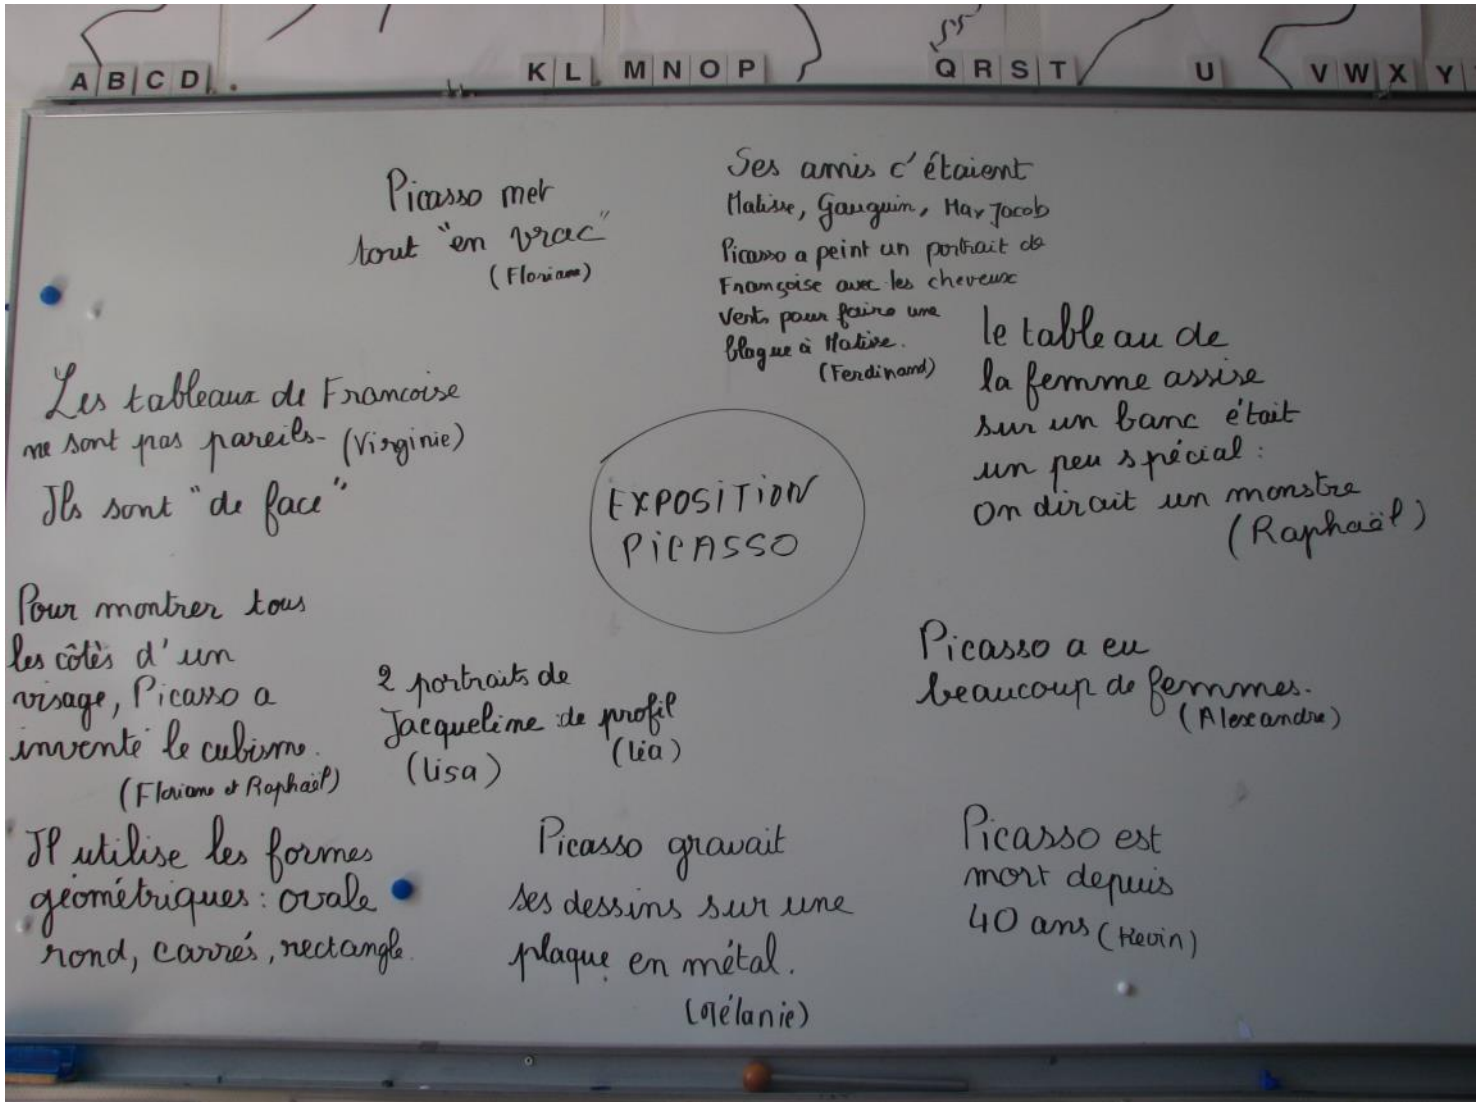 A B C D K L M N O P Q R S T U V W X Y
Picasso met
tout "en vrac"
(Floriane)
Ses amis c'étaient
Matisse, Gauguin, Max Jacob
Picasso a peint un portrait de
Françoise avec les cheveux
verts pour faire une
blague à Matisse.
(Ferdinand)
le tableau de
la femme assise
sur un banc était
un peu spécial :
on dirait un monstre
(Raphaël)
Les tableaux de Francoise
ne sont pas pareils- (Virginie)
Ils sont "de face"
EXPOSITION
PICASSO
Pour montrer tous
les côtés d'un
visage, Picasso a
inventé le cubisme.
(Floriane et Raphaël)
2 portraits de
Jacqueline de profil
(lisa) (léa)
Picasso a eu
beaucoup de femmes.
(Alexandre)
Il utilise les formes
géométriques : ovale
rond, carrés, rectangle.
Picasso gravait
ses dessins sur une
plaque en métal.
(Mélanie)
Picasso est
mort depuis
40 ans (Kevin)